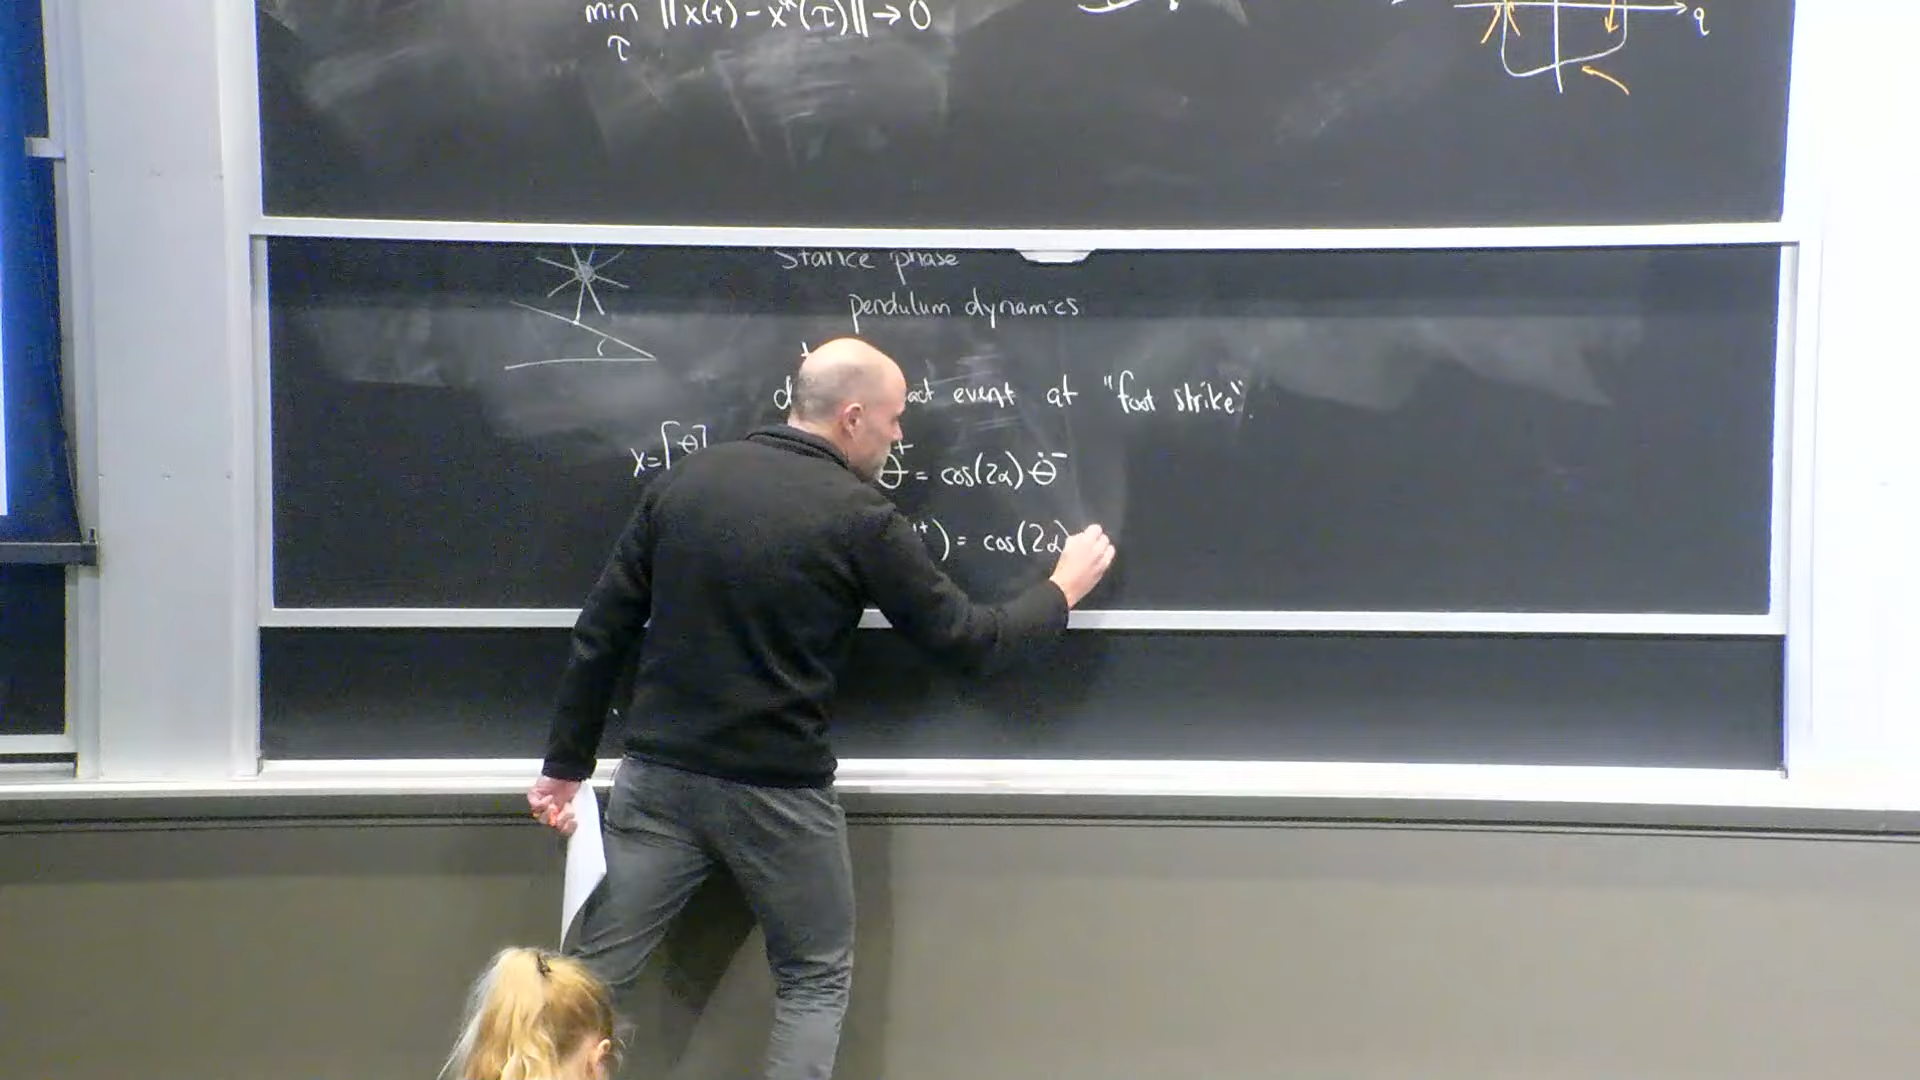 min ||x(t) - x*(τ)|| → 0
τ
q
Stance phase
pendulum dynamics
event at "foot strike".
x = [θ
θ̇⁺ = cos(2α) θ̇⁻
⁺) = cos(2α)